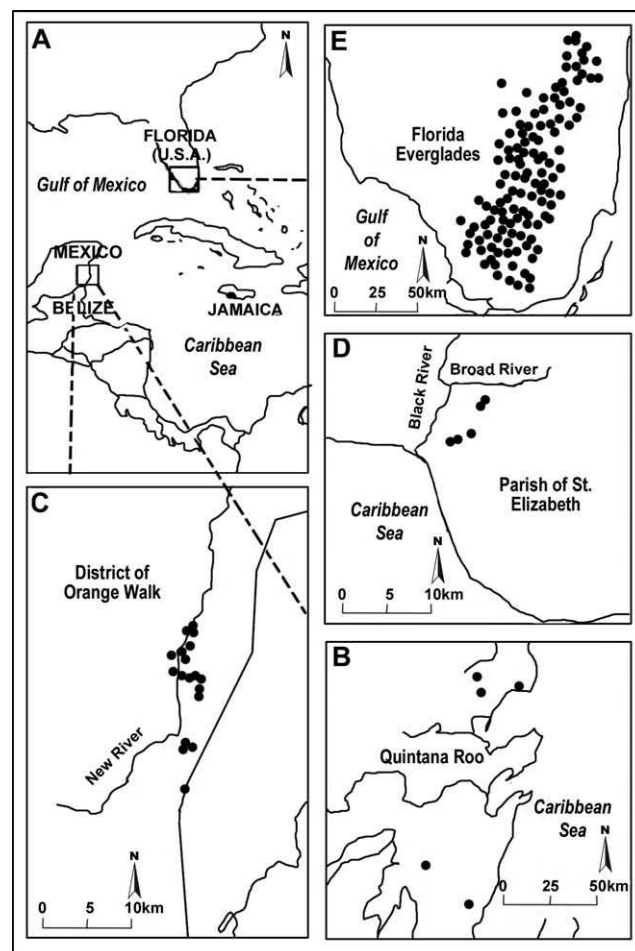 A
N
FLORIDA
(U.S.A.)
Gulf of Mexico
MEXICO
BELIZE
JAMAICA
Caribbean
Sea
E
Florida
Everglades
Gulf
of
Mexico
N
0 25 50km
D
Black River
Broad River
Parish of St.
Elizabeth
Caribbean
Sea
N
0 5 10km
C
District of
Orange Walk
New River
N
0 5 10km
B
Quintana Roo
Caribbean
Sea
N
0 25 50km